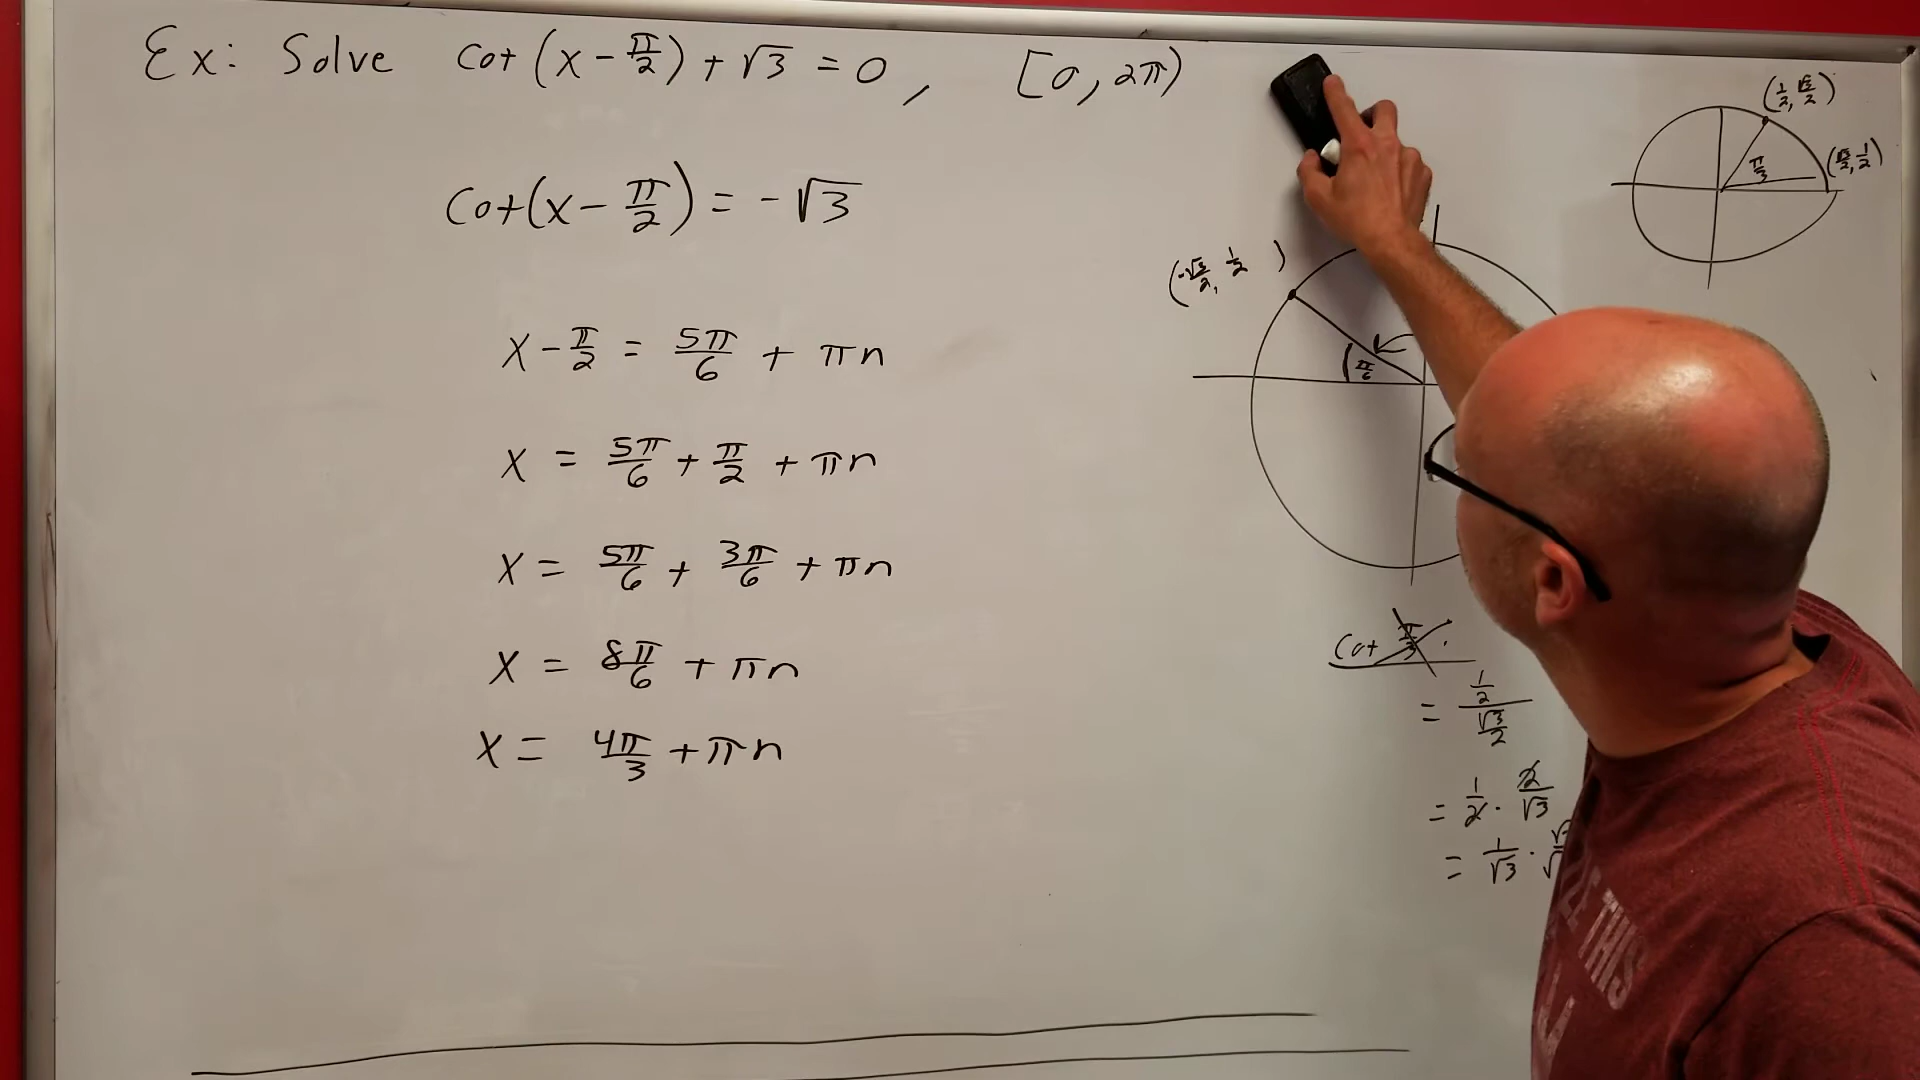 Ex: Solve cot(x - π/2) + √3 = 0, [0, 2π)
cot(x - π/2) = -√3
x - π/2 = 5π/6 + πn
x = 5π/6 + π/2 + πn
x = 5π/6 + 3π/6 + πn
x = 8π/6 + πn
x = 4π/3 + πn
(-√3/2, 1/2)
π/6
(1/2, √3/2)
(√3/2, 1/2)
π/3
cot π/3
= 1/2 / √3/2
= 1/2 · 2/√3
= 1/√3 ·
THIS